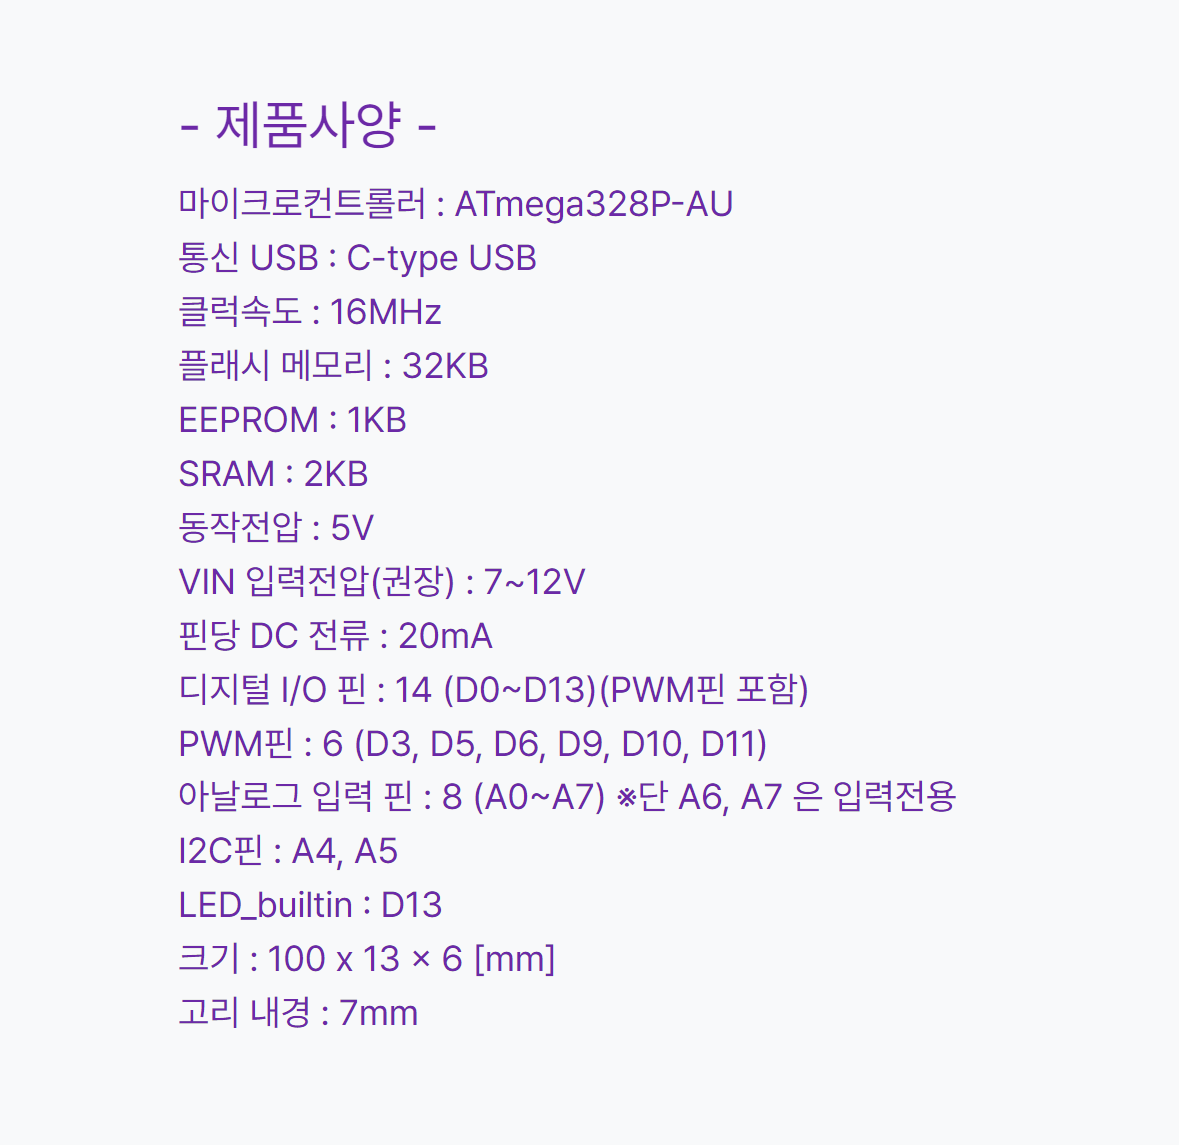 - 제품사양 -
마이크로컨트롤러 : ATmega328P-AU
통신 USB : C-type USB
클럭속도 : 16MHz
플래시 메모리 : 32KB
EEPROM : 1KB
SRAM : 2KB
동작전압 : 5V
VIN 입력전압(권장) : 7~12V
핀당 DC 전류 : 20mA
디지털 I/O 핀 : 14 (D0~D13)(PWM핀 포함)
PWM핀 : 6 (D3, D5, D6, D9, D10, D11)
아날로그 입력 핀 : 8 (A0~A7) ※단 A6, A7 은 입력전용
I2C핀 : A4, A5
LED_builtin : D13
크기 : 100 x 13 × 6 [mm]
고리 내경 : 7mm